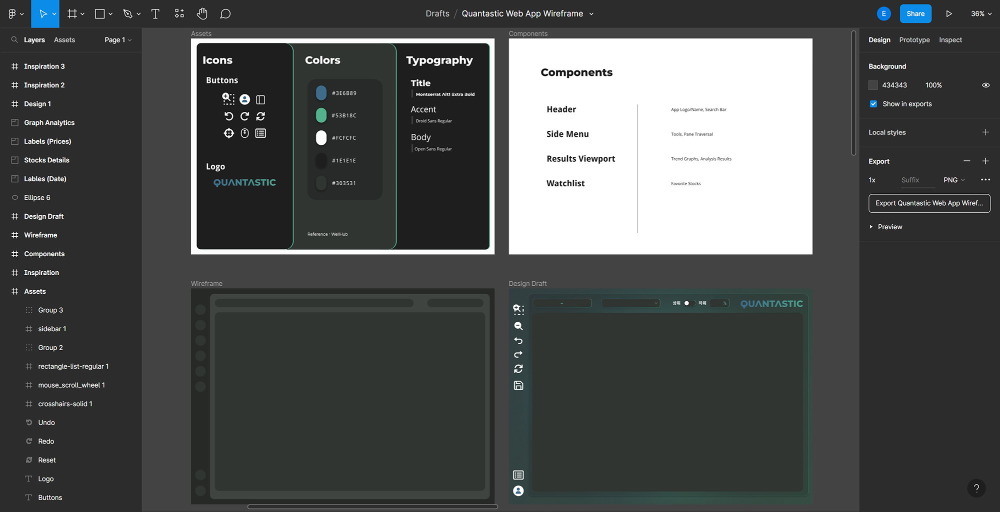 Drafts / Quantastic Web App Wireframe
E
Share
36%
Layers
Assets
Page 1
Inspiration 3
Inspiration 2
Design 1
Graph Analytics
Labels (Prices)
Stocks Details
Lables (Date)
Ellipse 6
Design Draft
Wireframe
Components
Inspiration
Assets
Group 3
sidebar 1
Group 2
rectangle-list-regular 1
mouse_scroll_wheel 1
crosshairs-solid 1
Undo
Redo
Reset
Logo
Buttons
Assets
Icons
Buttons
Logo
QUANTASTIC
Colors
#3E6B89
#53B18C
#FCFCFC
#1E1E1E
#303531
Reference : WellHub
Typography
Title
Montserrat Alt1 Extra Bold
Accent
Droid Sans Regular
Body
Open Sans Regular
Components
Components
Header
App Logo/Name, Search Bar
Side Menu
Tools, Pane Traversal
Results Viewport
Trend Graphs, Analysis Results
Watchlist
Favorite Stocks
Wireframe
Design Draft
~
상위
하위
%
QUANTASTIC
Design
Prototype
Inspect
Background
434343
100%
Show in exports
Local styles
Export
1x
Suffix
PNG
Export Quantastic Web App Wiref...
Preview
?